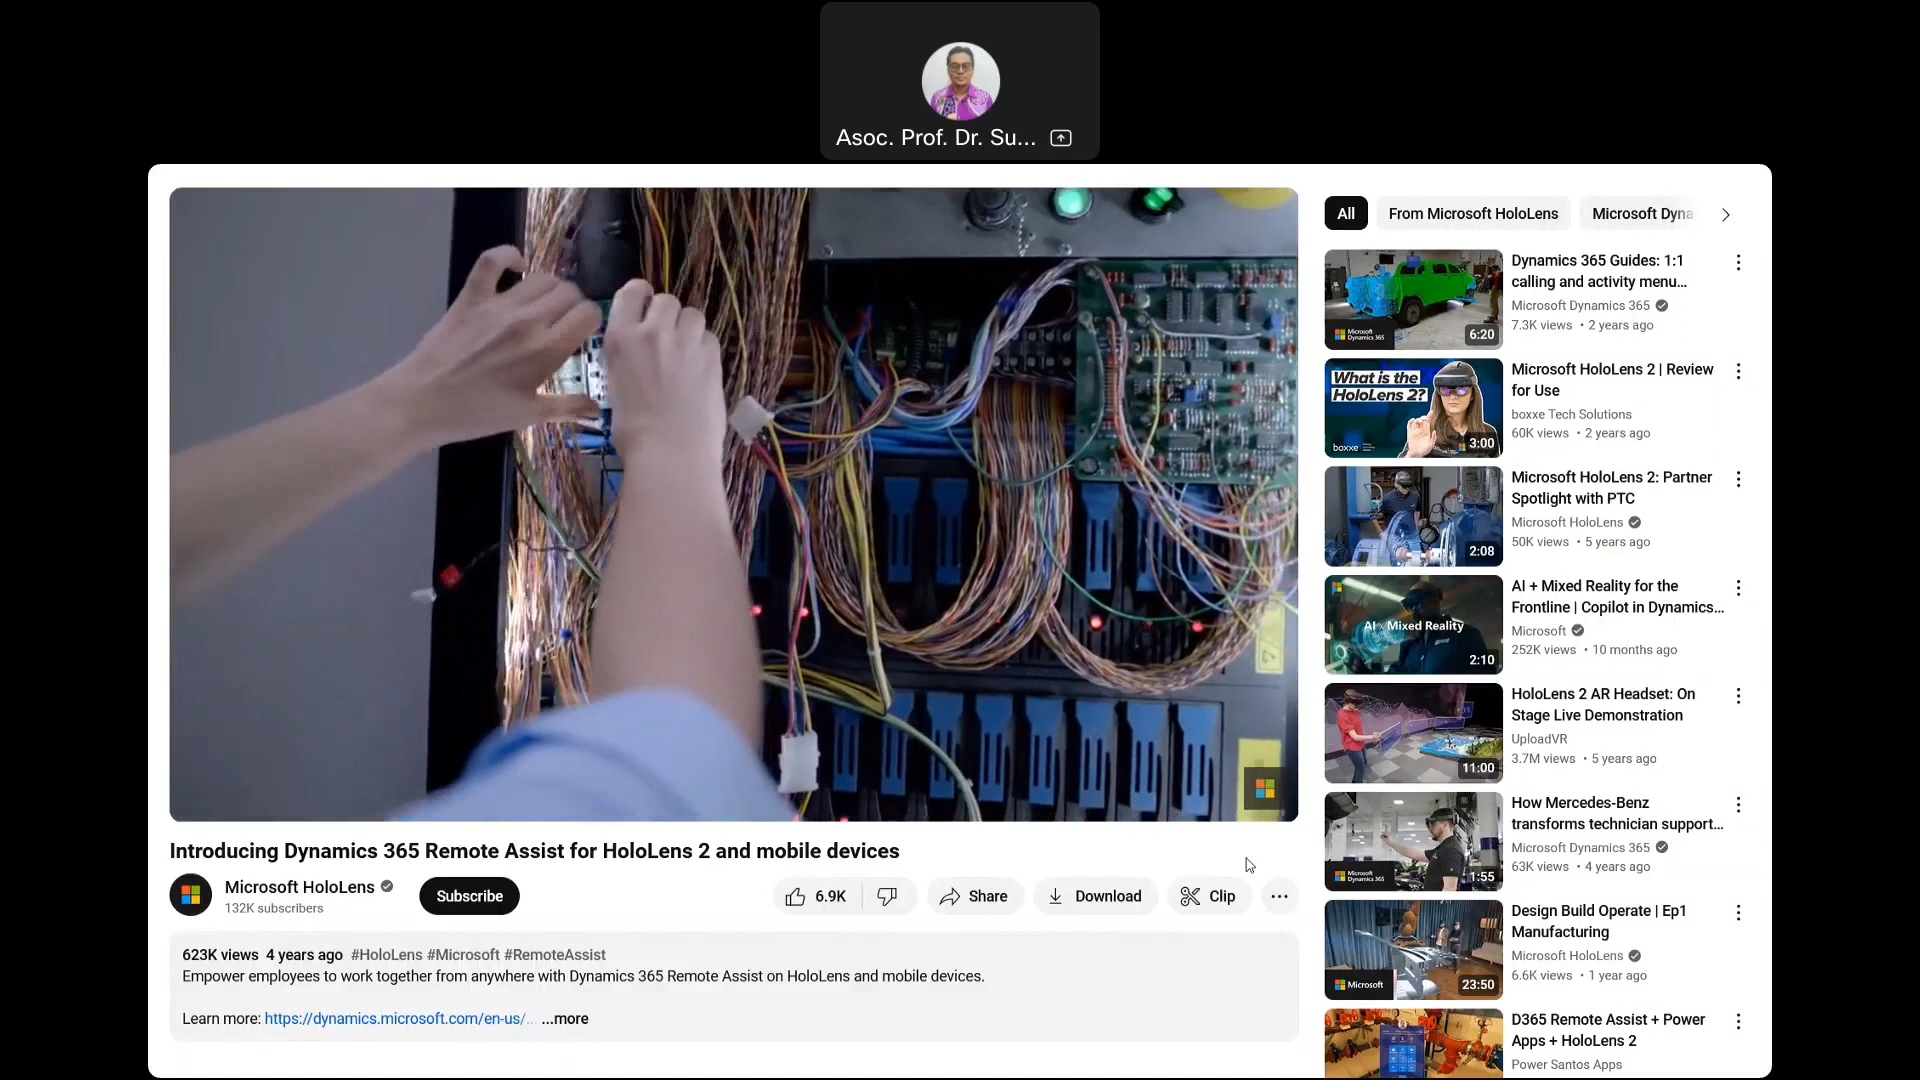 Asoc. Prof. Dr. Su...
All
From Microsoft HoloLens
Microsoft Dyna
Dynamics 365 Guides: 1:1
calling and activity menu...
Microsoft Dynamics 365
7.3K views • 2 years ago
Microsoft
Dynamics 365
6:20
What is the
HoloLens 2?
boxxe
3:00
Microsoft HoloLens 2 | Review
for Use
boxxe Tech Solutions
60K views • 2 years ago
2:08
Microsoft HoloLens 2: Partner
Spotlight with PTC
Microsoft HoloLens
50K views • 5 years ago
AI + Mixed Reality
2:10
AI + Mixed Reality for the
Frontline | Copilot in Dynamics...
Microsoft
252K views • 10 months ago
11:00
HoloLens 2 AR Headset: On
Stage Live Demonstration
UploadVR
3.7M views • 5 years ago
Microsoft
Dynamics 365
1:55
How Mercedes-Benz
transforms technician support...
Microsoft Dynamics 365
63K views • 4 years ago
Microsoft
23:50
Design Build Operate | Ep1
Manufacturing
Microsoft HoloLens
6.6K views • 1 year ago
D365 Remote Assist + Power
Apps + HoloLens 2
Power Santos Apps
Introducing Dynamics 365 Remote Assist for HoloLens 2 and mobile devices
Microsoft HoloLens
132K subscribers
Subscribe
6.9K
Share
Download
Clip
623K views 4 years ago #HoloLens #Microsoft #RemoteAssist
Empower employees to work together from anywhere with Dynamics 365 Remote Assist on HoloLens and mobile devices.
Learn more: https://dynamics.microsoft.com/en-us/... ...more